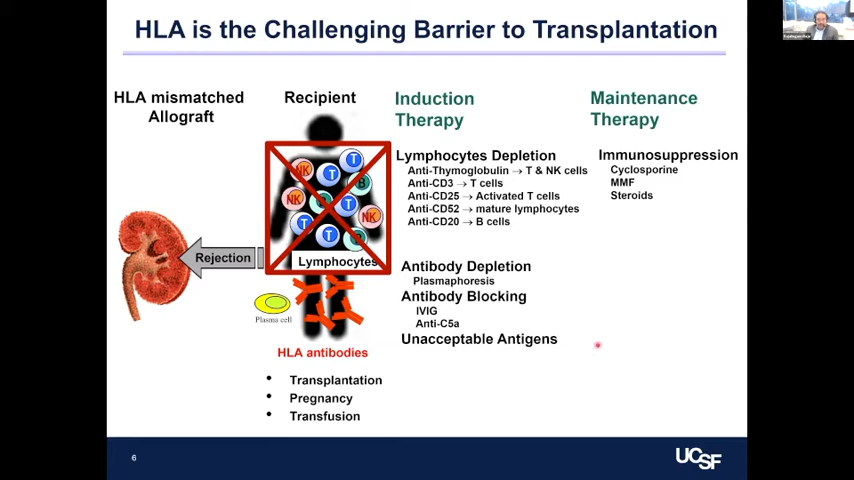 HLA is the Challenging Barrier to Transplantation
HLA mismatched
Allograft
Recipient
Induction
Therapy
Maintenance
Therapy
Lymphocytes Depletion
Anti-Thymoglobulin → T & NK cells
Anti-CD3 → T cells
Anti-CD25 → Activated T cells
Anti-CD52 → mature lymphocytes
Anti-CD20 → B cells
Immunosuppression
Cyclosporine
MMF
Steroids
NK
T
T
B
NK
T
NK
T
T
Lymphocytes
Rejection
Antibody Depletion
Plasmaphoresis
Antibody Blocking
IVIG
Anti-C5a
Unacceptable Antigens
Plasma cell
HLA antibodies
• Transplantation
• Pregnancy
• Transfusion
6
UCSF